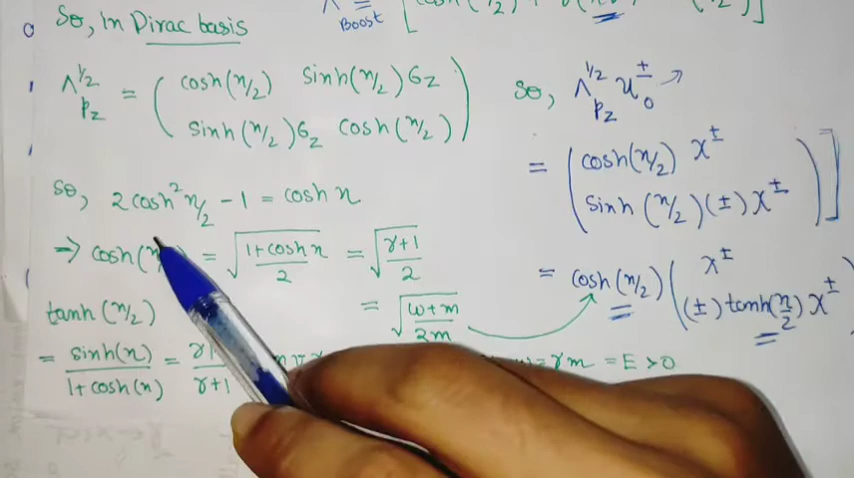 So, in Dirac basis
Λ^{1/2}_{p_z} = ( cosh(η/2) sinh(η/2)σ_z
sinh(η/2)σ_z cosh(η/2) )
So, 2cosh² η/2 - 1 = cosh η
⇒ cosh( = √((1+cosh η)/2) = √((γ+1)/2)
= √((ω+m)/2m)
tanh(η/2)
= sinh(η)/(1+cosh(η)) = /(γ+1)
= γm = E > 0
Boost
So, Λ^{1/2}_{p_z} u^±_0 →
= ( cosh(η/2) χ^±
sinh(η/2)(±)χ^± )]
= cosh(η/2) ( χ^±
(±)tanh(η/2)χ^±